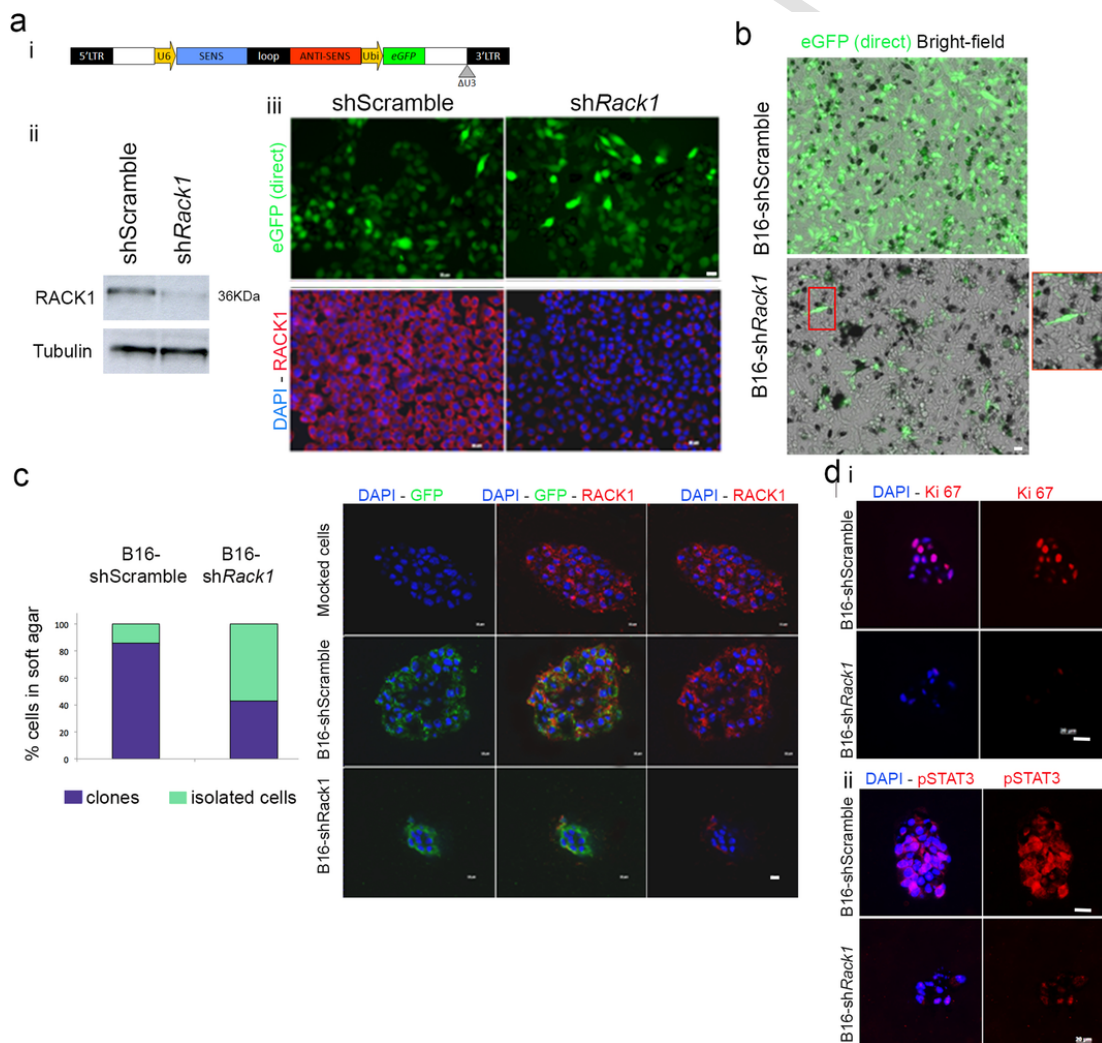 a
i
5'LTR U6 SENS loop ANTI-SENS Ubi eGFP 3'LTR
ΔU3
ii
shScramble
shRack1
RACK1
36KDa
Tubulin
iii
shScramble
shRack1
eGFP (direct)
DAPI - RACK1
b
eGFP (direct) Bright-field
B16-shScramble
B16-shRack1
c
B16-
shScramble
B16-
shRack1
% cells in soft agar
100
80
60
40
20
0
clones
isolated cells
DAPI - GFP
DAPI - GFP - RACK1
DAPI - RACK1
Mocked cells
B16-shScramble
B16-shRack1
d
i
DAPI - Ki 67
Ki 67
B16-shScramble
B16-shRack1
20 µm
ii
DAPI - pSTAT3
pSTAT3
B16-shScramble
B16-shRack1
20 µm